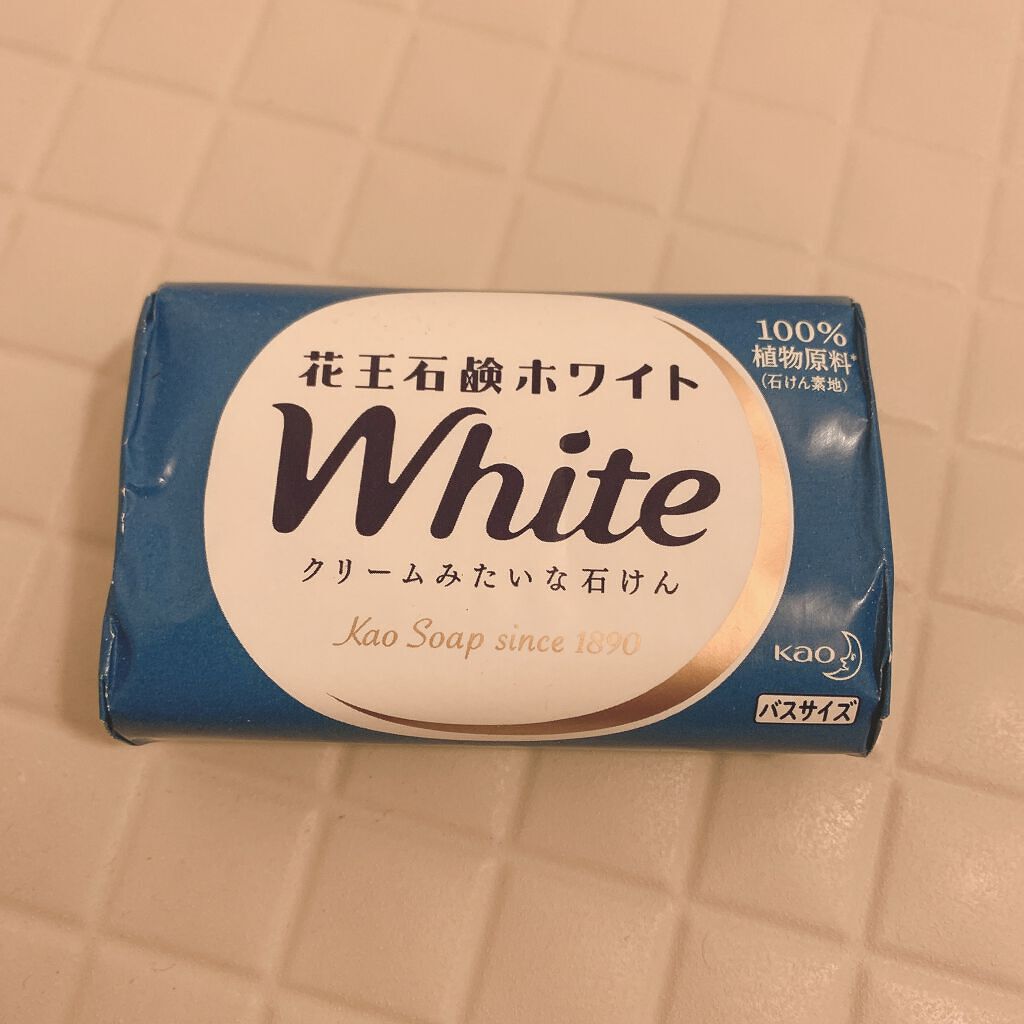 花王石鹸ホワイト
White
クリームみたいな石けん
Kao Soap since 1890
100%
植物原料*
(石けん素地)
Kao
バスサイズ